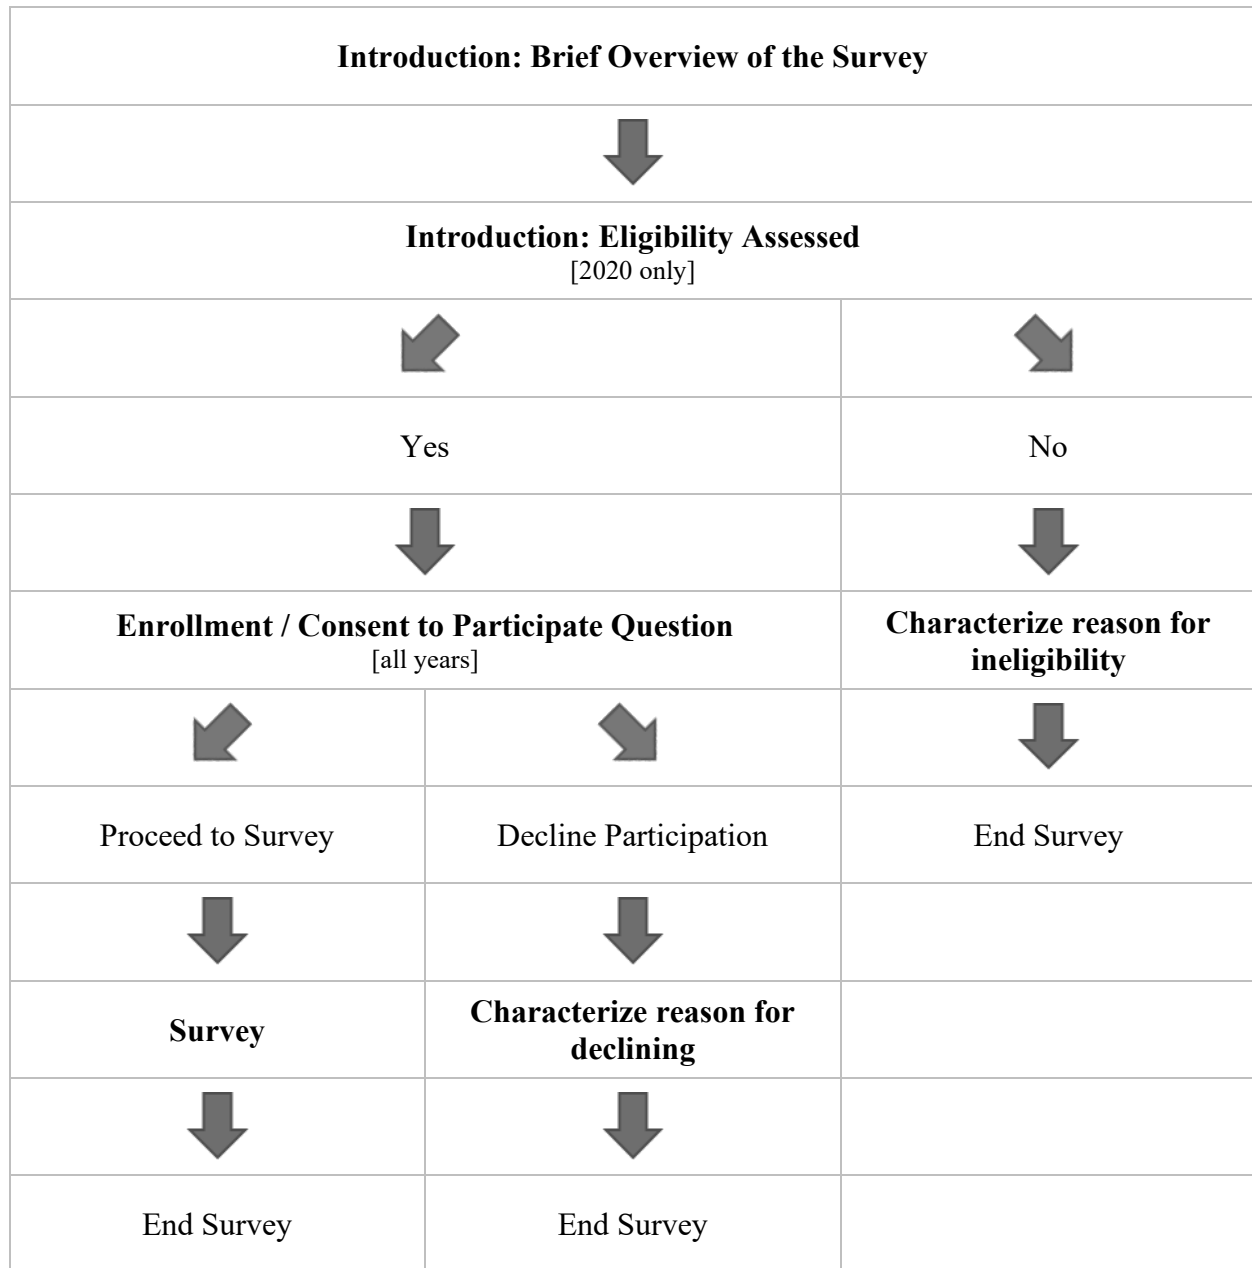 Introduction: Brief Overview of the Survey
Introduction: Eligibility Assessed
[2020 only]
Yes
No
Enrollment / Consent to Participate Question
[all years]
Characterize reason for
ineligibility
Proceed to Survey
Decline Participation
End Survey
Survey
Characterize reason for
declining
End Survey
End Survey